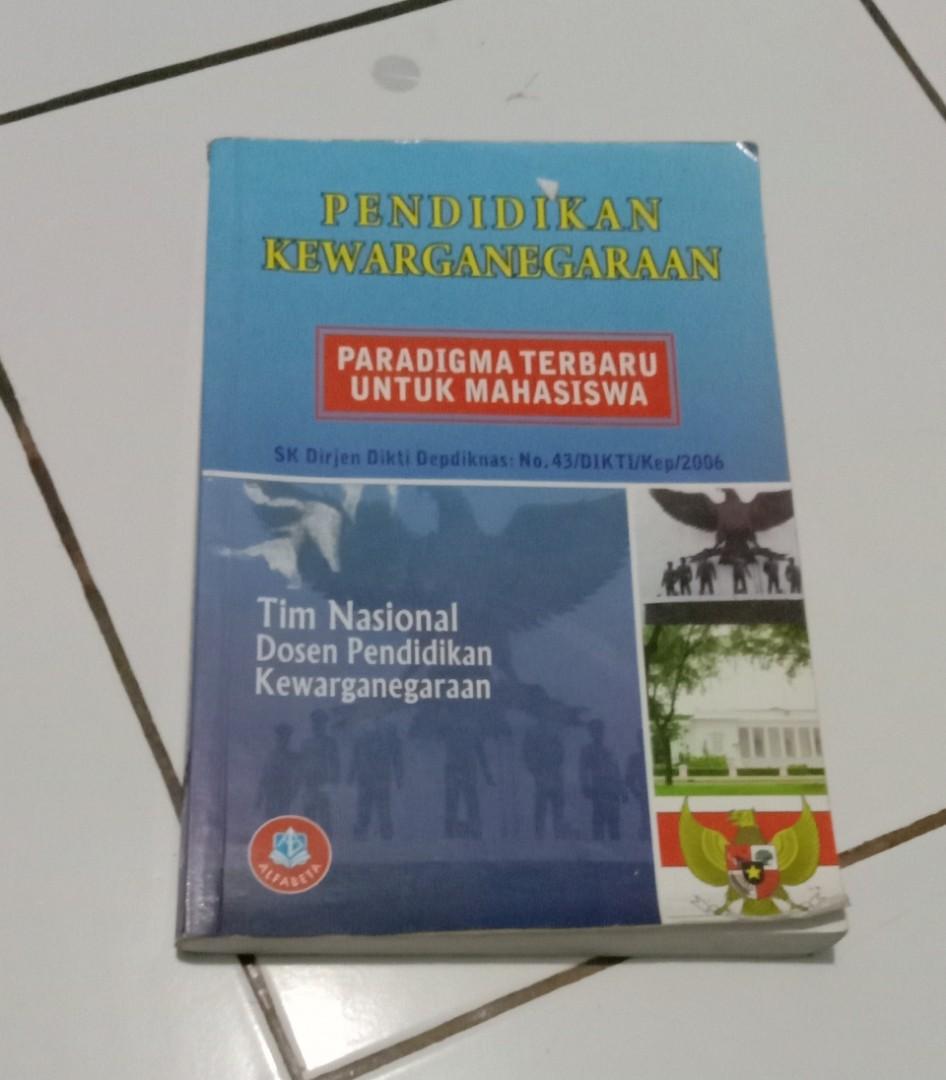 PENDIDIKAN
KEWARGANEGARAAN
PARADIGMA TERBARU
UNTUK MAHASISWA
SK Dirjen Dikti Depdiknas: No. 43/DIKTI/Kep/2006
Tim Nasional
Dosen Pendidikan
Kewarganegaraan
ALFABETA